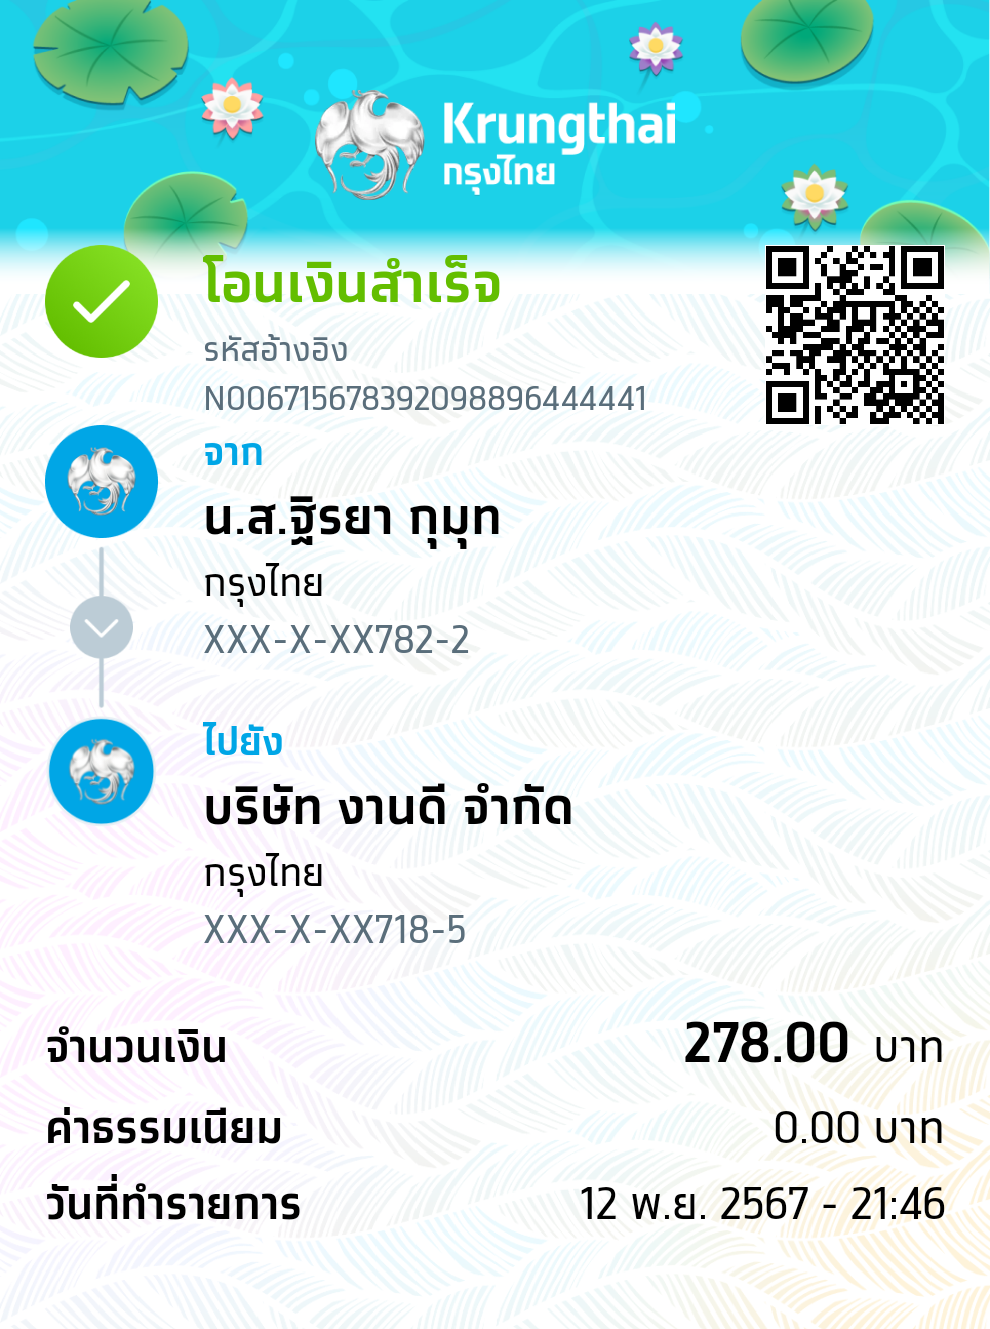 Krungthai
กรุงไทย
โอนเงินสำเร็จ
รหัสอ้างอิง
N00671567839209889644​4441
จาก
น.ส.ฐิรยา กุมุท
กรุงไทย
XXX-X-XX782-2
ไปยัง
บริษัท งานดี จำกัด
กรุงไทย
XXX-X-XX718-5
จำนวนเงิน 278.00 บาท
ค่าธรรมเนียม 0.00 บาท
วันที่ทำรายการ 12 พ.ย. 2567 - 21:46